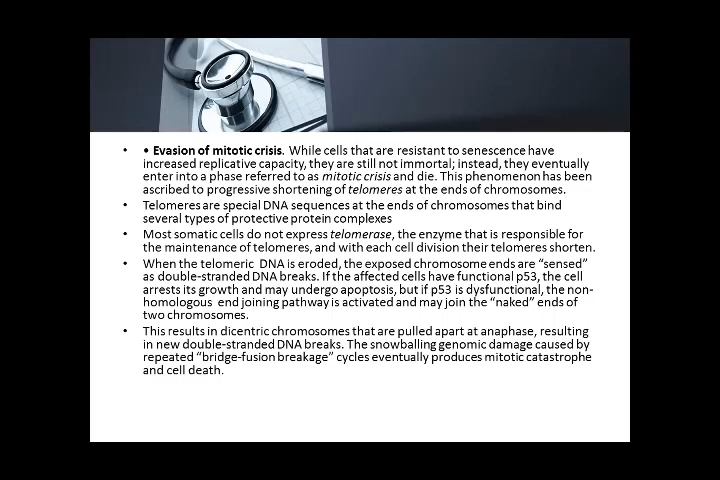 • • Evasion of mitotic crisis. While cells that are resistant to senescence have
increased replicative capacity, they are still not immortal; instead, they eventually
enter into a phase referred to as mitotic crisis and die. This phenomenon has been
ascribed to progressive shortening of telomeres at the ends of chromosomes.
• Telomeres are special DNA sequences at the ends of chromosomes that bind
several types of protective protein complexes
• Most somatic cells do not express telomerase, the enzyme that is responsible for
the maintenance of telomeres, and with each cell division their telomeres shorten.
• When the telomeric DNA is eroded, the exposed chromosome ends are “sensed”
as double-stranded DNA breaks. If the affected cells have functional p53, the cell
arrests its growth and may undergo apoptosis, but if p53 is dysfunctional, the non-
homologous end joining pathway is activated and may join the “naked” ends of
two chromosomes.
• This results in dicentric chromosomes that are pulled apart at anaphase, resulting
in new double-stranded DNA breaks. The snowballing genomic damage caused by
repeated “bridge-fusion breakage” cycles eventually produces mitotic catastrophe
and cell death.